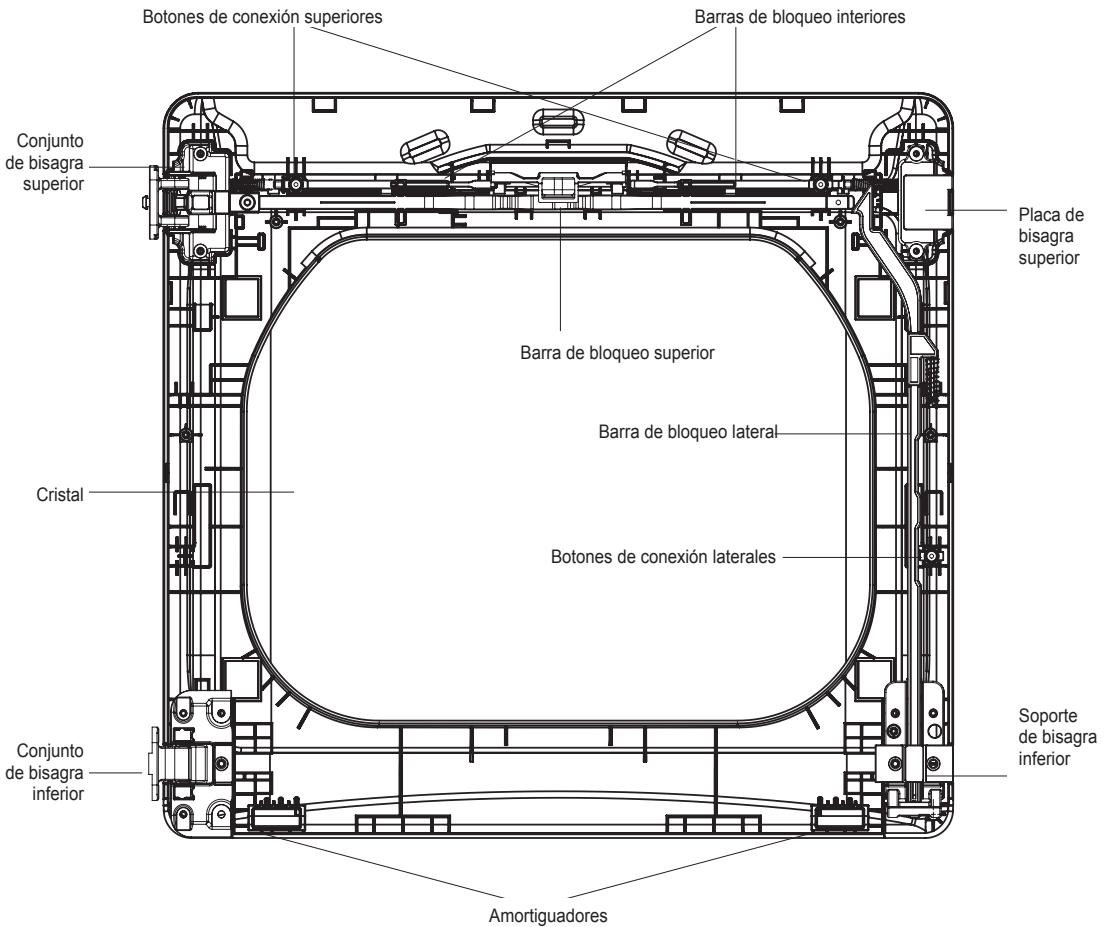 Botones de conexión superiores
Barras de bloqueo interiores
Conjunto
de bisagra
superior
Placa de
bisagra
superior
Barra de bloqueo superior
Barra de bloqueo lateral
Cristal
Botones de conexión laterales
Soporte
de bisagra
inferior
Conjunto
de bisagra
inferior
Amortiguadores